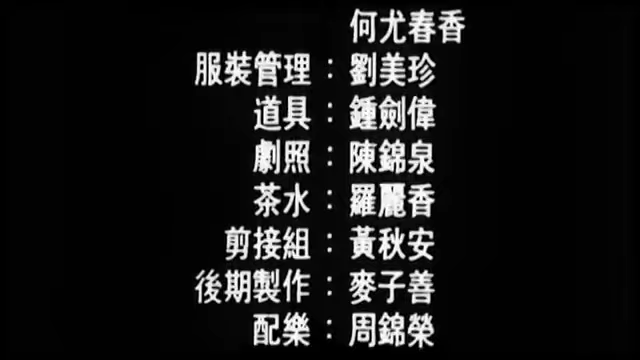 何尤春香
服裝管理：劉美珍
道具：鍾劍偉
劇照：陳錦泉
茶水：羅麗香
剪接組：黃秋安
後期製作：麥子善
配樂：周錦榮